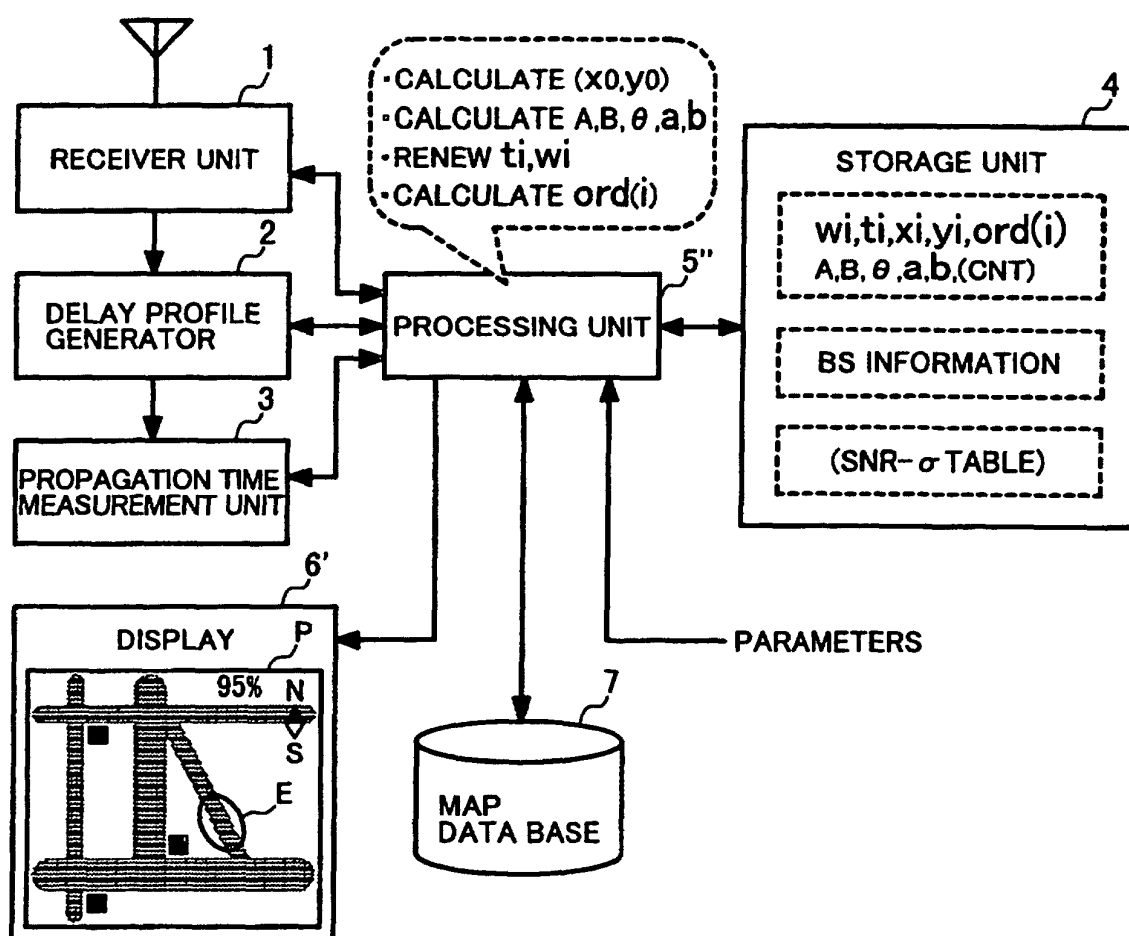 1
RECEIVER UNIT
2
DELAY PROFILE
GENERATOR
3
PROPAGATION TIME
MEASUREMENT UNIT
·CALCULATE (x0,y0)
·CALCULATE A,B,θ,a,b
·RENEW ti,wi
·CALCULATE ord(i)
5"
PROCESSING UNIT
4
STORAGE UNIT
wi,ti,xi,yi,ord(i)
A,B,θ,a,b,(CNT)
BS INFORMATION
(SNR-σ TABLE)
6'
DISPLAY
P
95%
N
S
E
PARAMETERS
7
MAP
DATA BASE